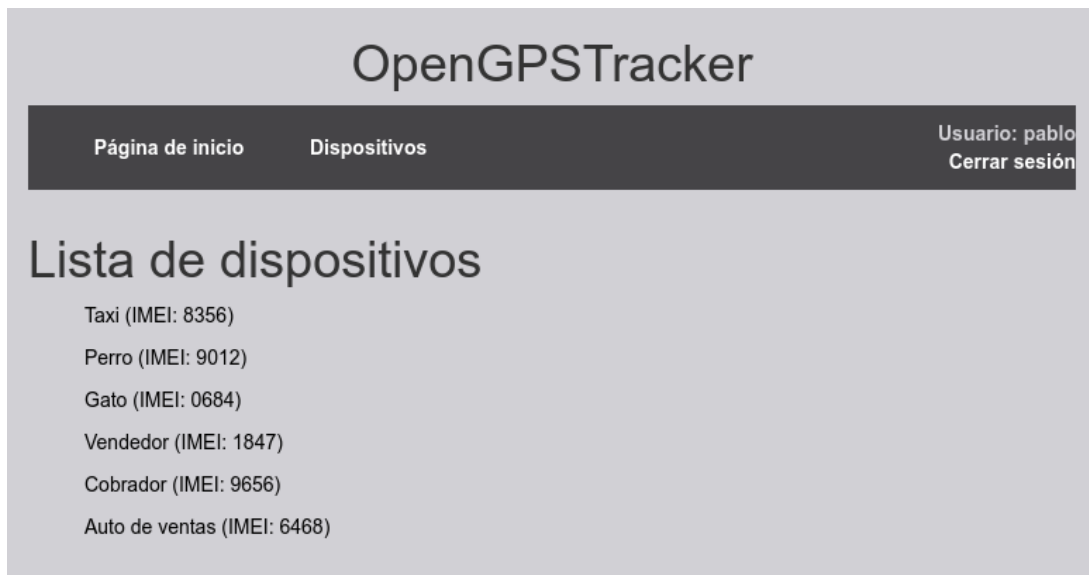 OpenGPSTracker
Página de inicio Dispositivos
Usuario: pablo
Cerrar sesión
Lista de dispositivos
Taxi (IMEI: 8356)
Perro (IMEI: 9012)
Gato (IMEI: 0684)
Vendedor (IMEI: 1847)
Cobrador (IMEI: 9656)
Auto de ventas (IMEI: 6468)